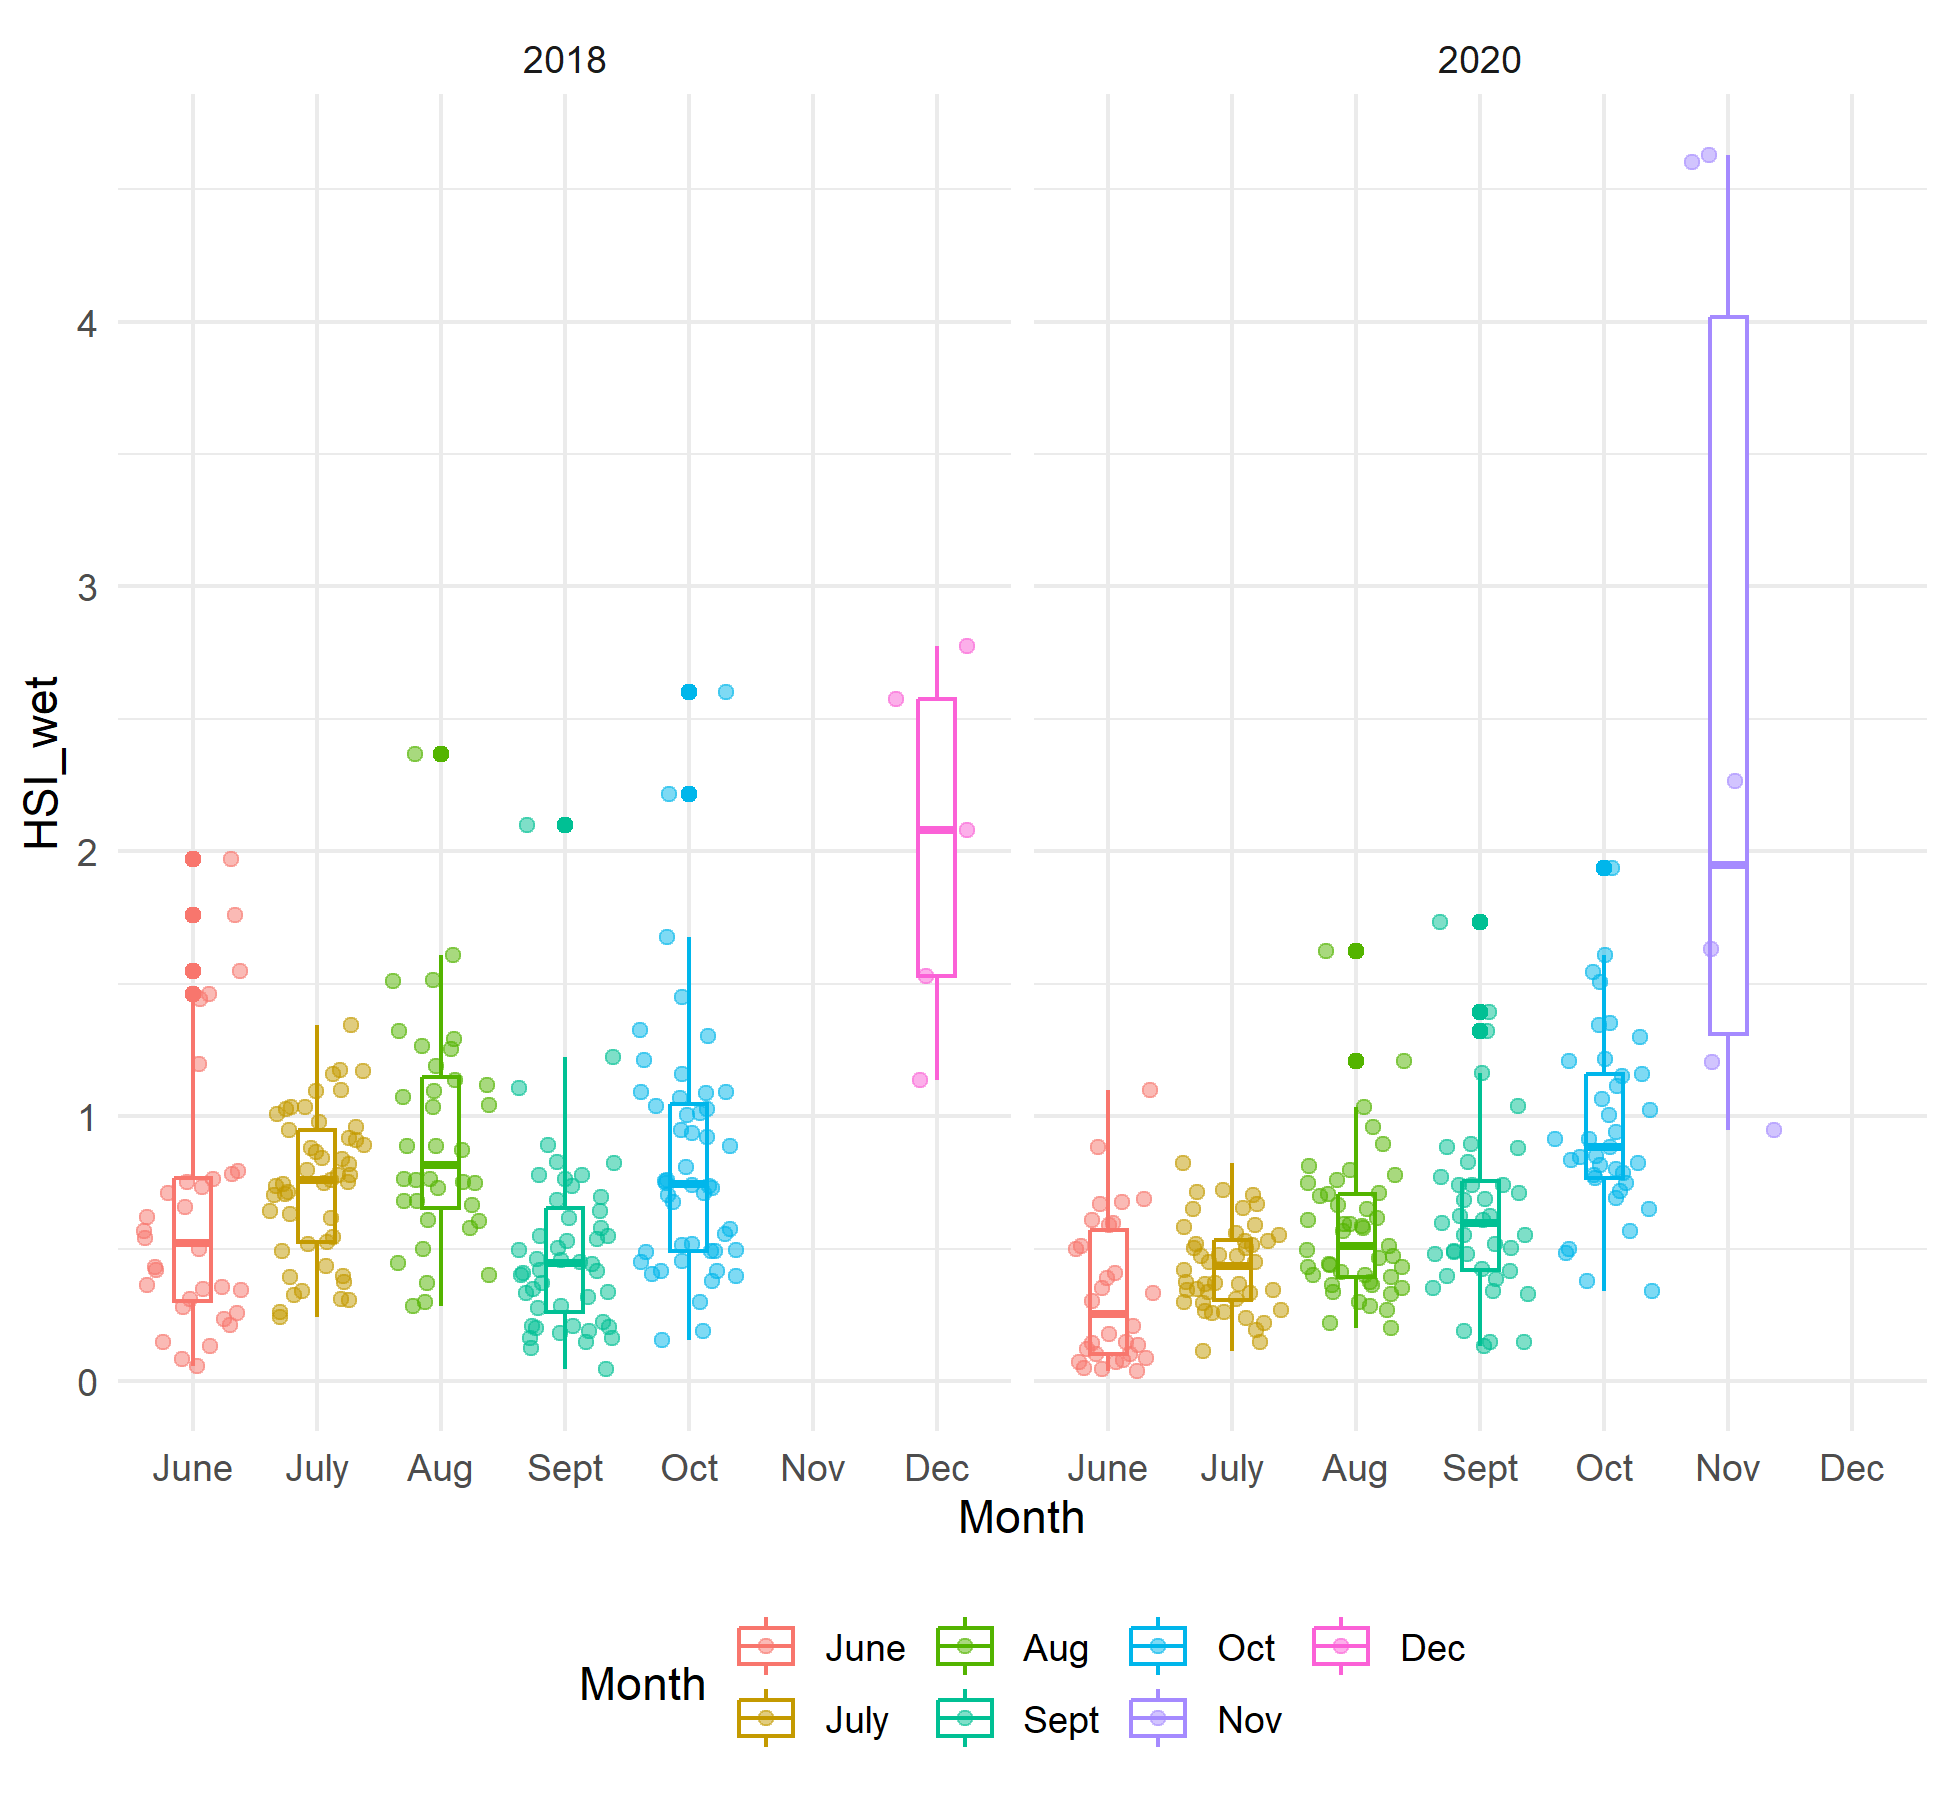 2018 2020
4
3
2
1
0
HSI_wet
June July Aug Sept Oct Nov Dec June July Aug Sept Oct Nov Dec
Month
Month June Aug Oct Dec
July Sept Nov